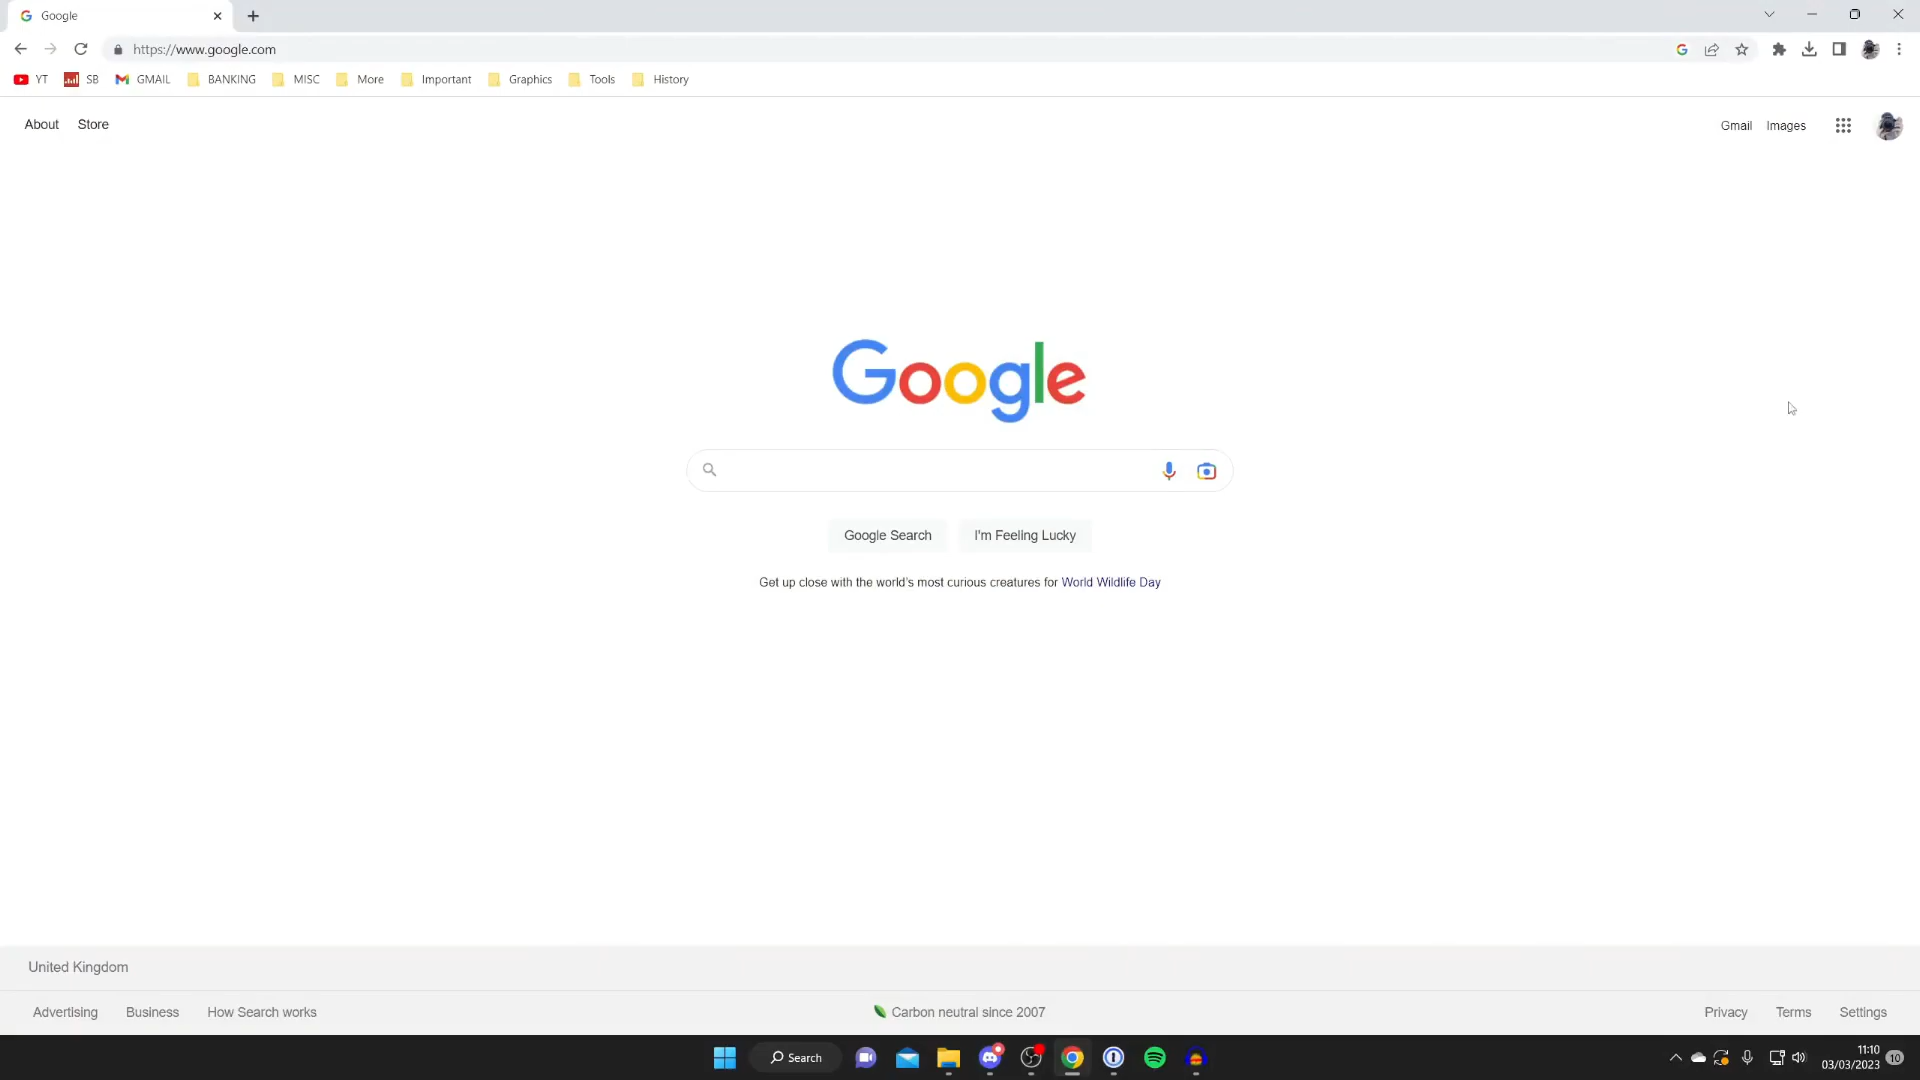 Google
https://www.google.com
YT SB GMAIL BANKING MISC More Important Graphics Tools History
About Store
Gmail Images
Google
Google Search I'm Feeling Lucky
Get up close with the world's most curious creatures for World Wildlife Day
United Kingdom
Advertising Business How Search works Carbon neutral since 2007 Privacy Terms Settings
Search
11:10
03/03/2023
10